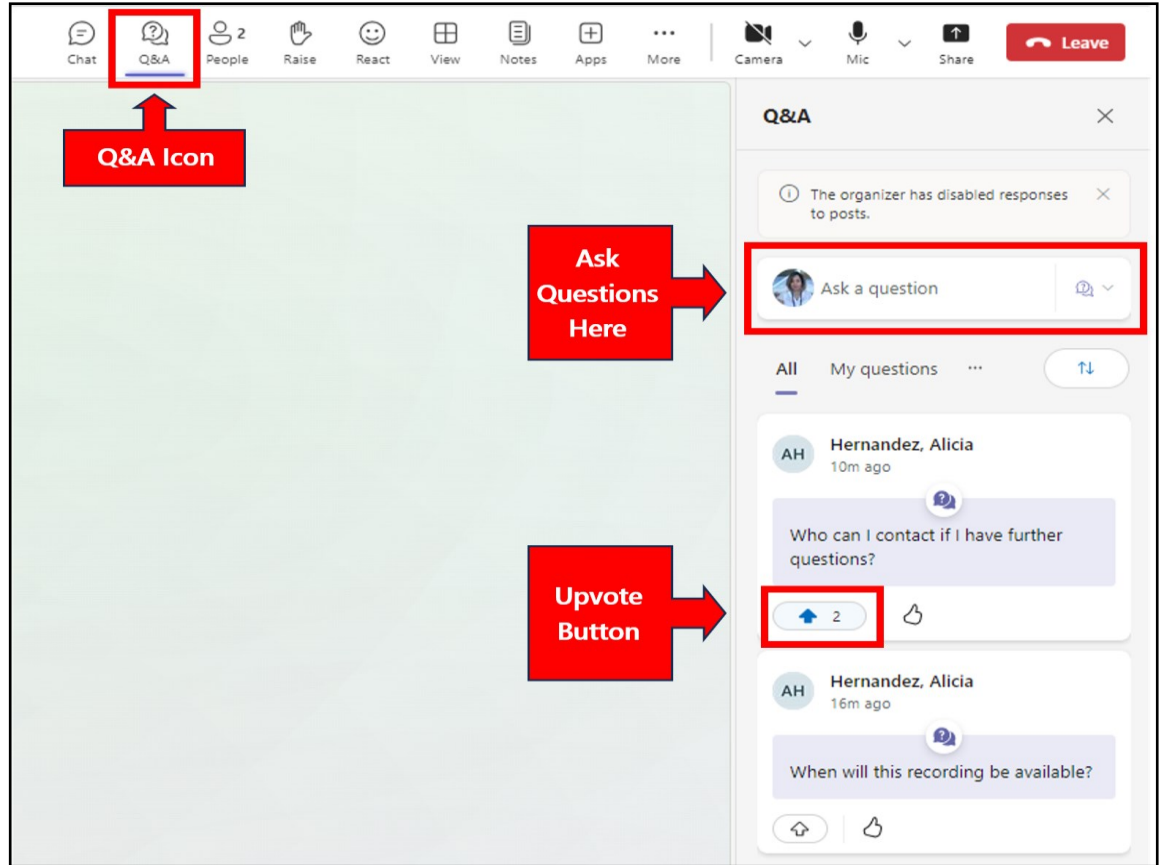 Chat
Q&A
People
2
Raise
React
View
Notes
Apps
More
Camera
Mic
Share
Leave
Q&A Icon
Q&A
The organizer has disabled responses
to posts.
Ask
Questions
Here
Ask a question
All
My questions
Hernandez, Alicia
AH
10m ago
Who can I contact if I have further
questions?
Upvote
Button
2
Hernandez, Alicia
AH
16m ago
When will this recording be available?